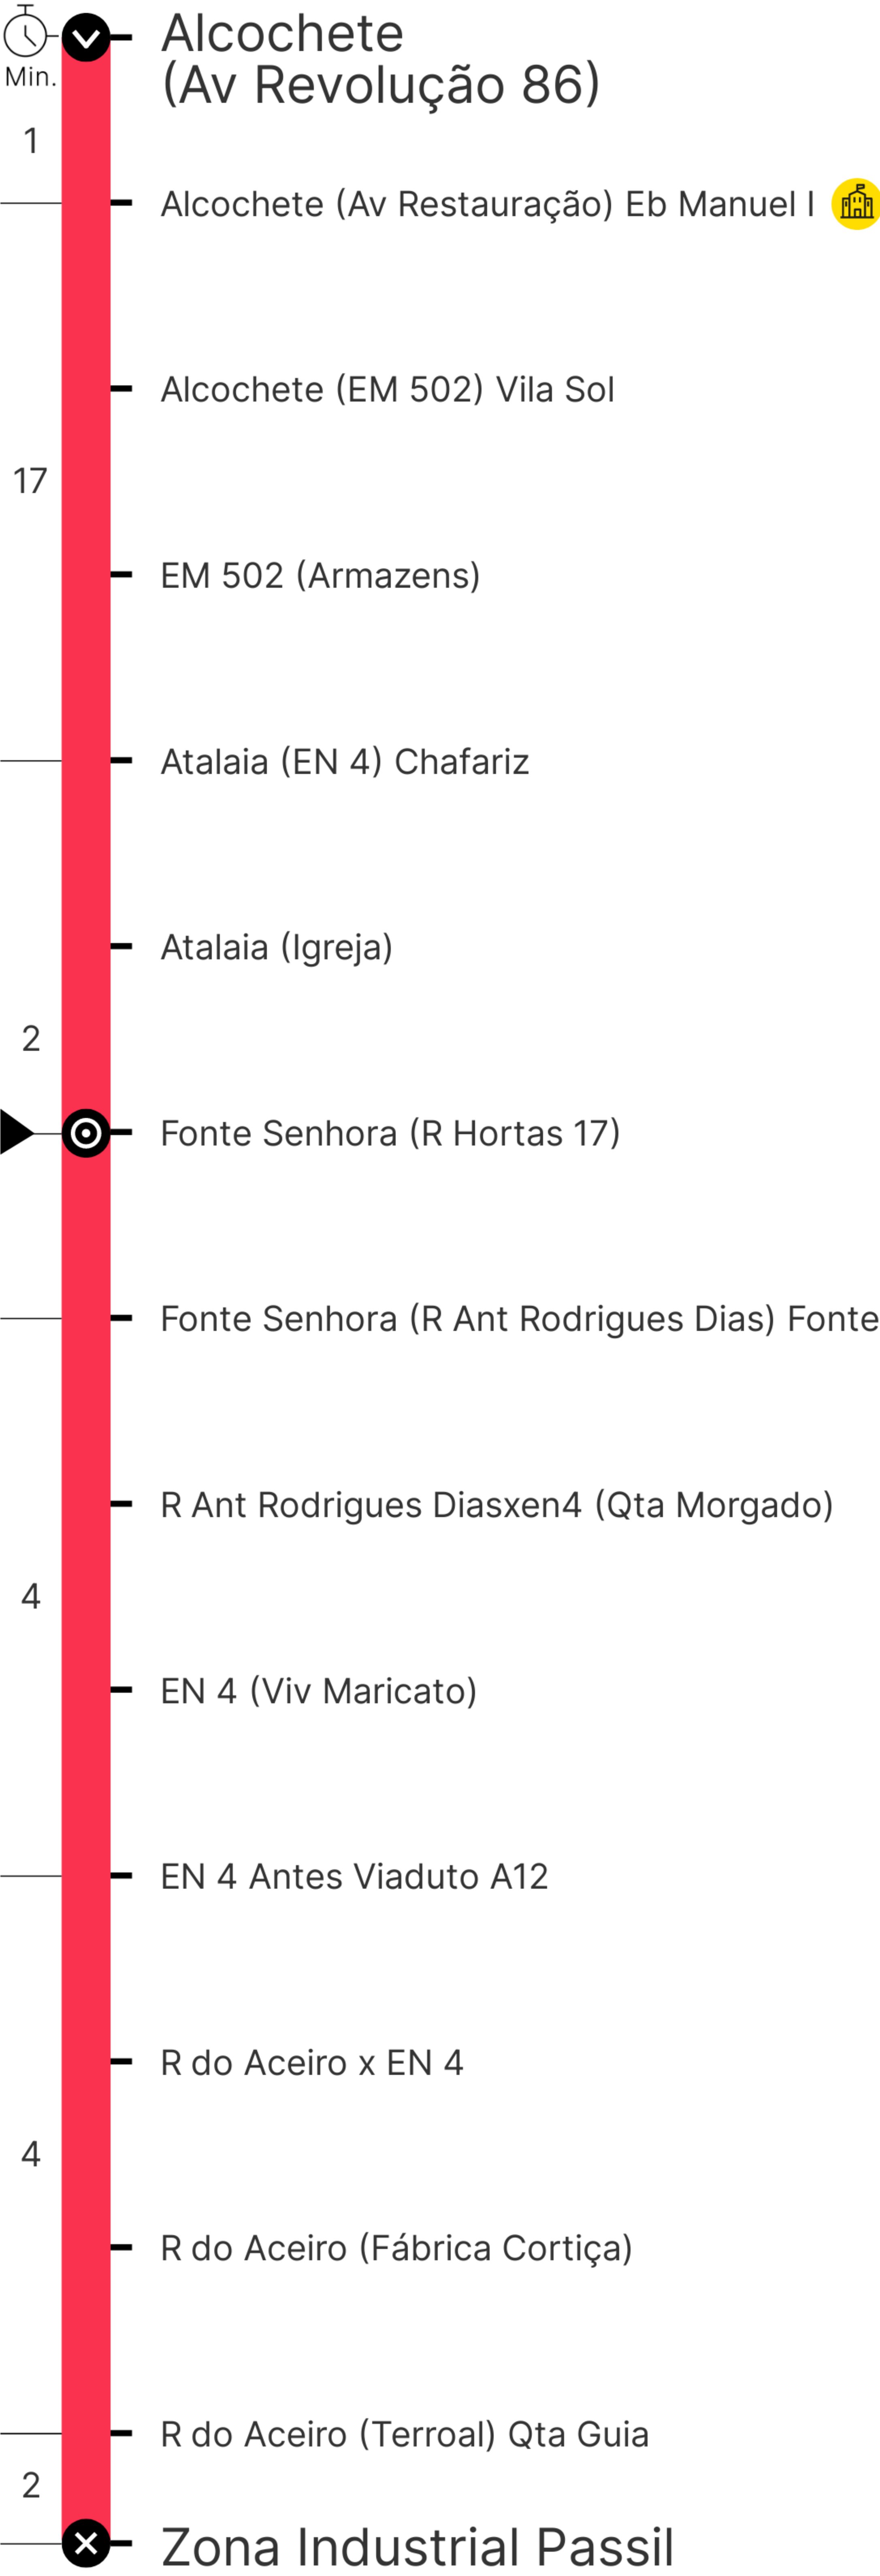 Min.
Alcochete
(Av Revolução 86)
1
Alcochete (Av Restauração) Eb Manuel I
Alcochete (EM 502) Vila Sol
17
EM 502 (Armazens)
Atalaia (EN 4) Chafariz
Atalaia (Igreja)
2
Fonte Senhora (R Hortas 17)
Fonte Senhora (R Ant Rodrigues Dias) Fonte
R Ant Rodrigues Diasxen4 (Qta Morgado)
4
EN 4 (Viv Maricato)
EN 4 Antes Viaduto A12
R do Aceiro x EN 4
4
R do Aceiro (Fábrica Cortiça)
R do Aceiro (Terroal) Qta Guia
2
Zona Industrial Passil